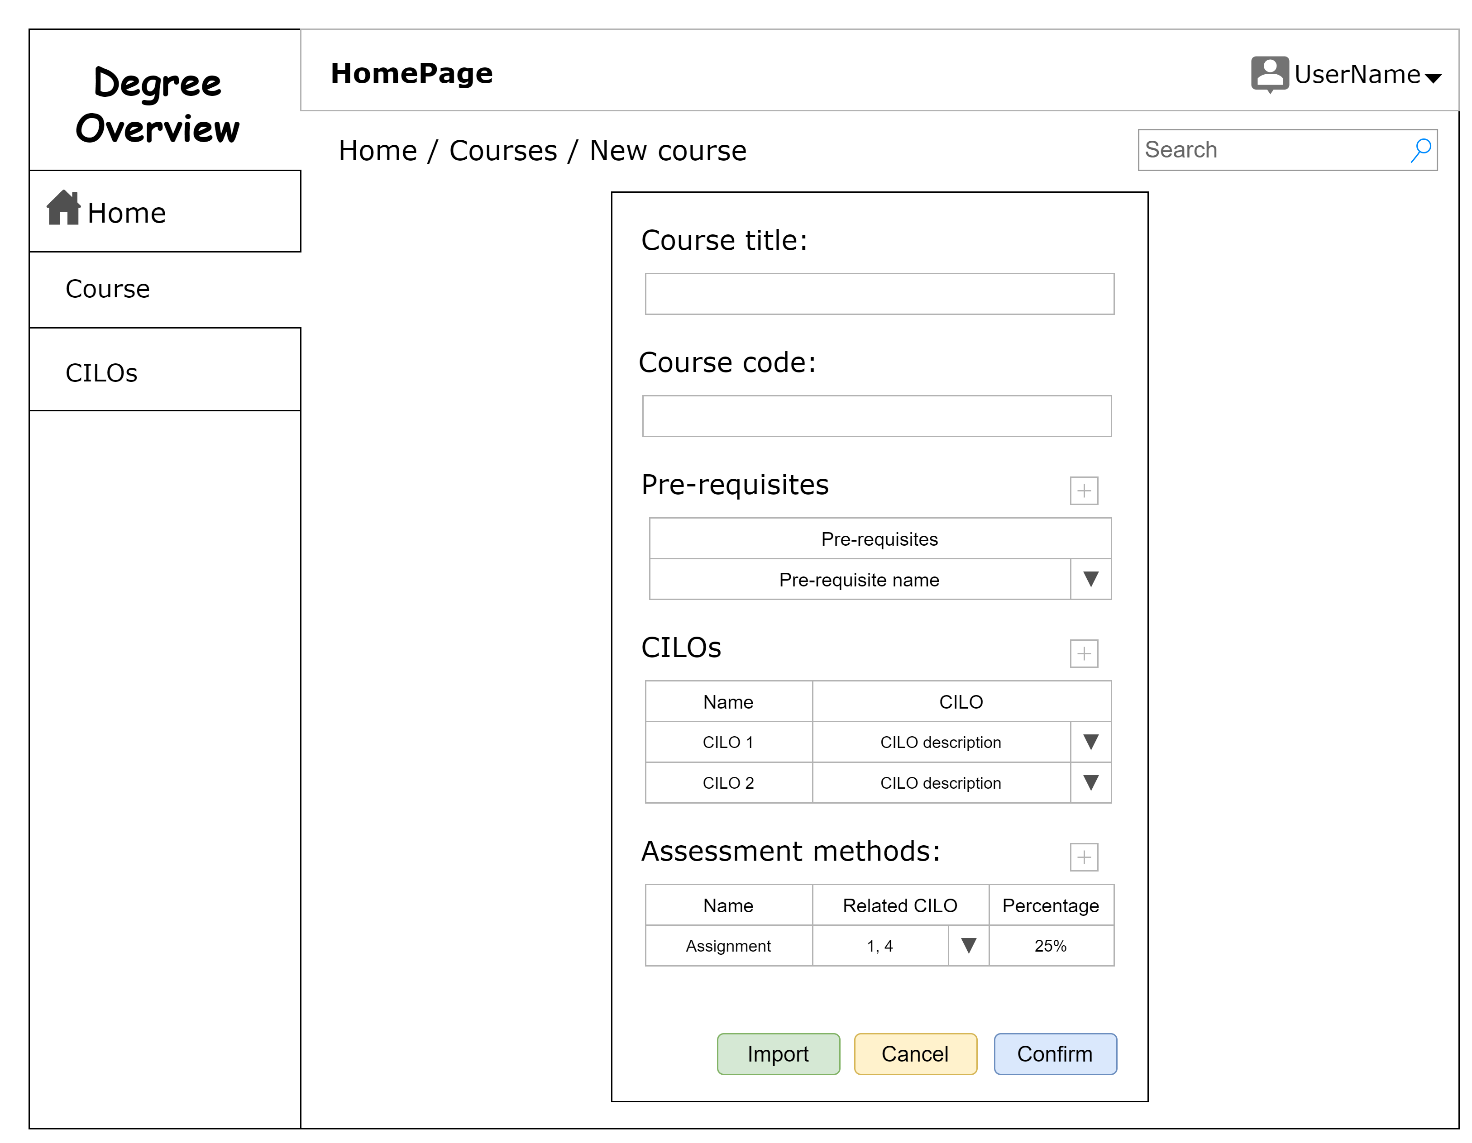 Degree
Overview
HomePage
UserName
Home / Courses / New course
Search
Home
Course
CILOs
Course title:
Course code:
Pre-requisites
Pre-requisites
Pre-requisite name
CILOs
Name CILO
CILO 1 CILO description
CILO 2 CILO description
Assessment methods:
Name Related CILO Percentage
Assignment 1, 4 25%
Import Cancel Confirm